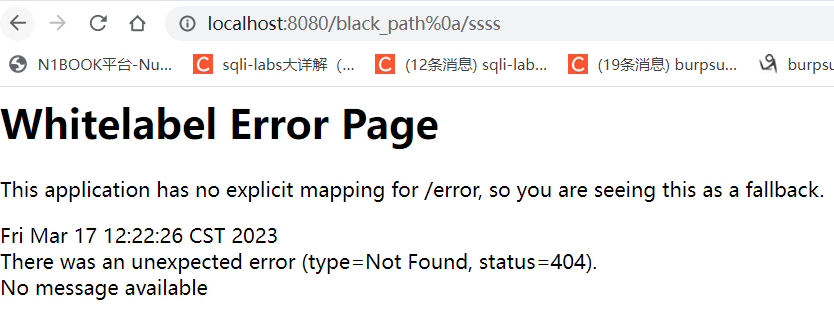 localhost:8080/black_path%0a/ssss
N1BOOK平台-Nu... sqli-labs大详解（... (12条消息) sqli-lab... (19条消息) burpsu... burpsu
Whitelabel Error Page
This application has no explicit mapping for /error, so you are seeing this as a fallback.
Fri Mar 17 12:22:26 CST 2023
There was an unexpected error (type=Not Found, status=404).
No message available